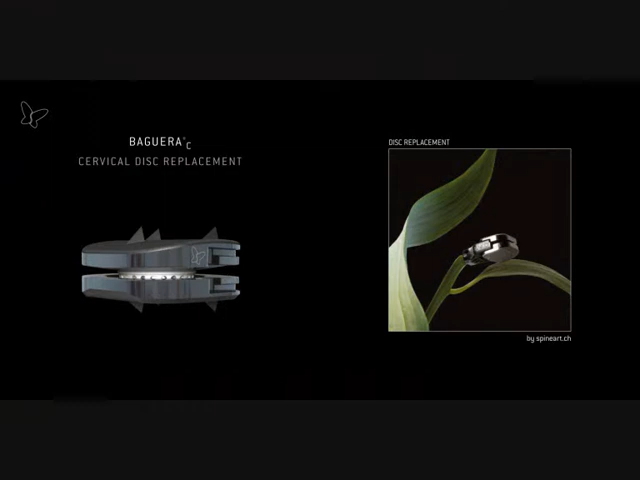 BAGUERA®C
CERVICAL DISC REPLACEMENT
DISC REPLACEMENT
by spineart.ch